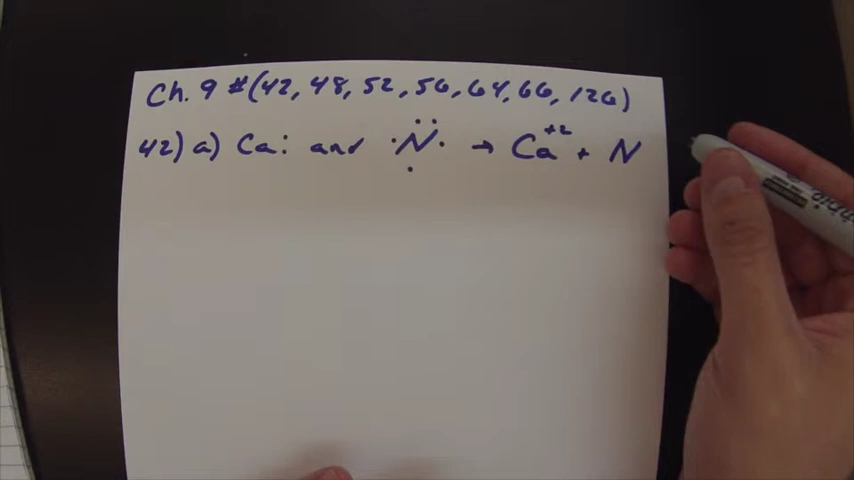 Ch. 9 #(42, 48, 52, 56, 64, 66, 126)
42) a) Ca: and ·N̈· → Ca⁺² + N